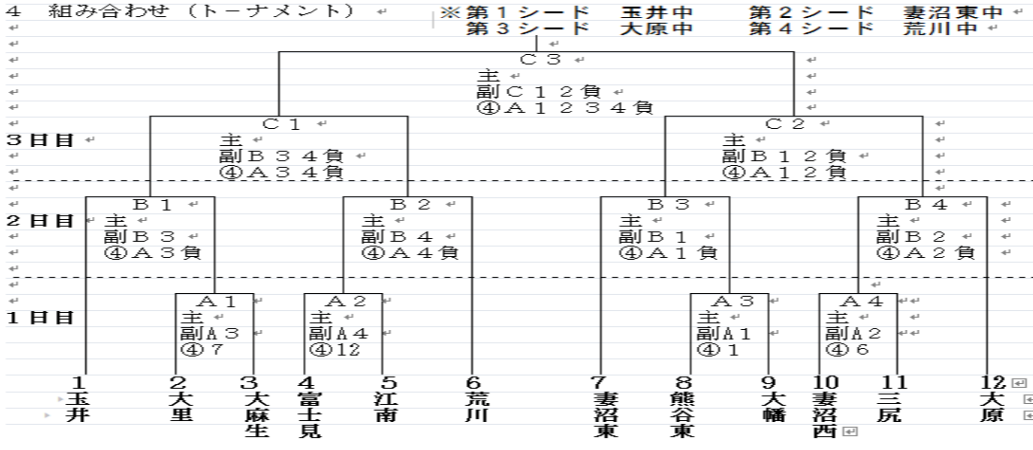 4 組み合わせ（トーナメント） ※第1シード 玉井中 第2シード 妻沼東中
第3シード 大原中 第4シード 荒川中
C3
主
副C12負
④A1234負
C1 C2
3日目 主 主
副B34負 副B12負
④A34負 ④A12負
B1 B2 B3 B4
2日目 主 主 主 主
副B3 副B4 副B1 副B2
④A3負 ④A4負 ④A1負 ④A2負
A1 A2 A3 A4
1日目 主 主 主 主
副A3 副A4 副A1 副A2
④7 ④12 ④1 ④6
1 2 3 4 5 6 7 8 9 10 11 12
玉井 大里 大麻生 富士見 江南 荒川 妻沼東 熊谷東 大幡 妻沼西 三尻 大原